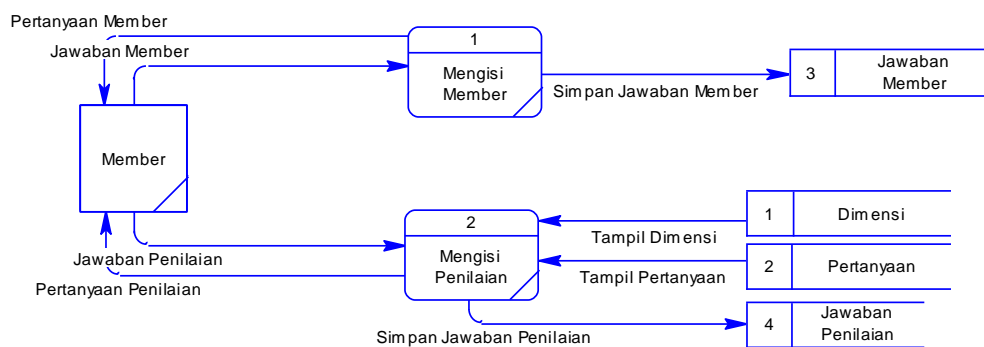 Pertanyaan Member
Jawaban Member
1
Mengisi
Member
Simpan Jawaban Member
3
Jawaban
Member
Member
2
Mengisi
Penilaian
Jawaban Penilaian
Pertanyaan Penilaian
Tampil Dimensi
1
Dimensi
Tampil Pertanyaan
2
Pertanyaan
Simpan Jawaban Penilaian
4
Jawaban
Penilaian